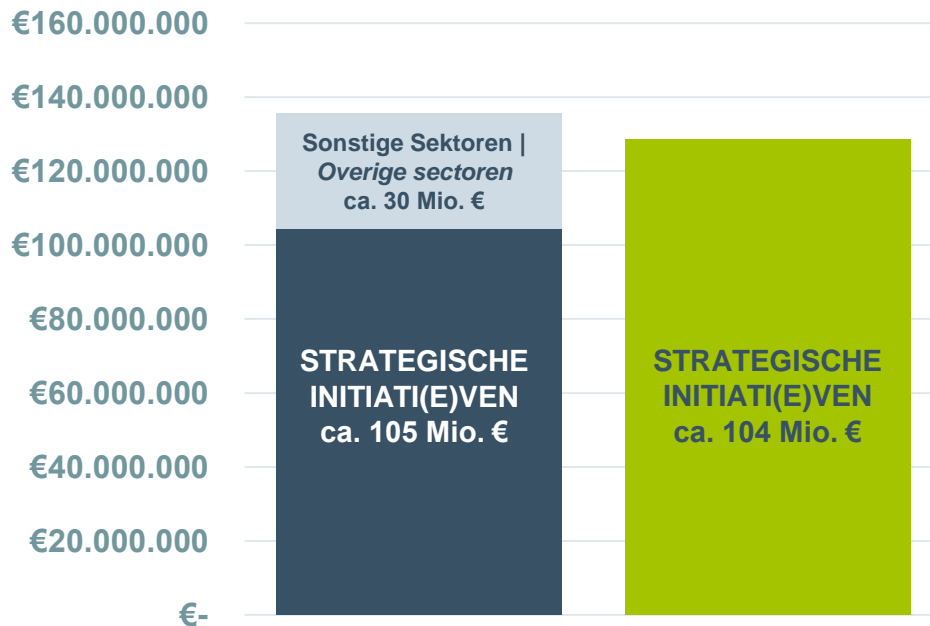 €160.000.000
€140.000.000
€120.000.000
€100.000.000
€80.000.000
€60.000.000
€40.000.000
€20.000.000
€-
Sonstige Sektoren |
Overige sectoren
ca. 30 Mio. €
STRATEGISCHE
INITIATI(E)VEN
ca. 105 Mio. €
STRATEGISCHE
INITIATI(E)VEN
ca. 104 Mio. €